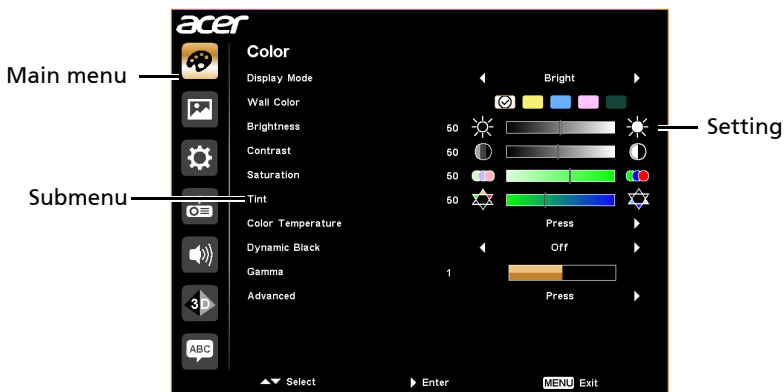 acer
Color
Main menu
Display Mode Bright
Wall Color
Brightness 50
Setting
Contrast 50
Saturation 50
Submenu
Tint 50
Color Temperature Press
Dynamic Black Off
Gamma 1
3D
Advanced Press
ABC
Select Enter MENU Exit